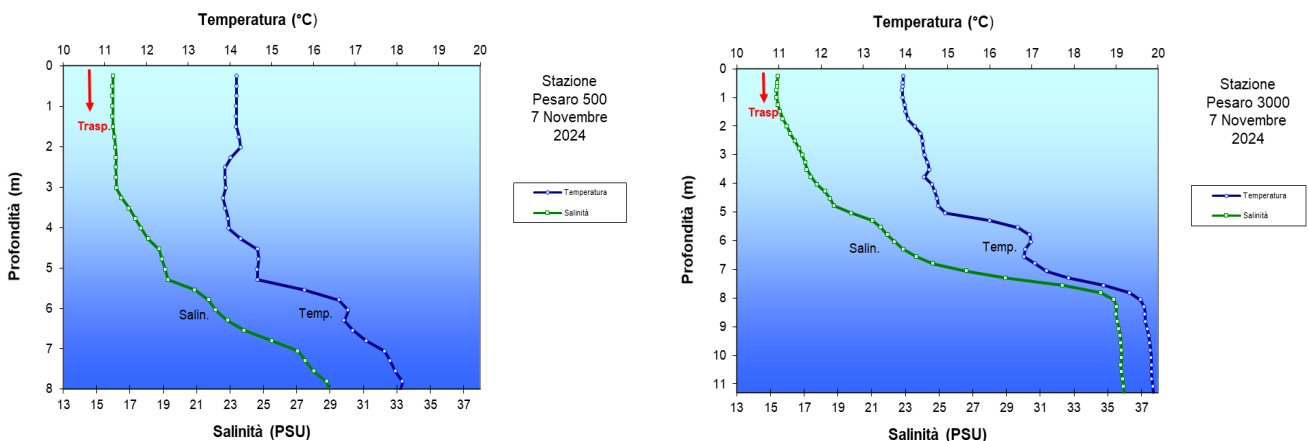 Temperatura (°C)
10 11 12 12 13 14 15 16 16 17 18 19 20
0
1
2
3
4
5
6
7
8
Profondità (m)
Trasp.
Salin.
Temp.
13 15 17 19 21 23 25 27 29 31 33 35 37
Salinità (PSU)
Stazione
Pesaro 500
7 Novembre
2024
Temperatura
Salinità
Temperatura (°C)
10 11 12 13 14 15 16 17 18 19 20
0
1
2
3
4
5
6
7
8
9
10
11
Profondità (m)
Trasp.
Salin.
Temp.
13 15 17 19 21 23 25 27 29 31 33 35 37
Salinità (PSU)
Stazione
Pesaro 3000
7 Novembre
2024
Temperatura
Salinità